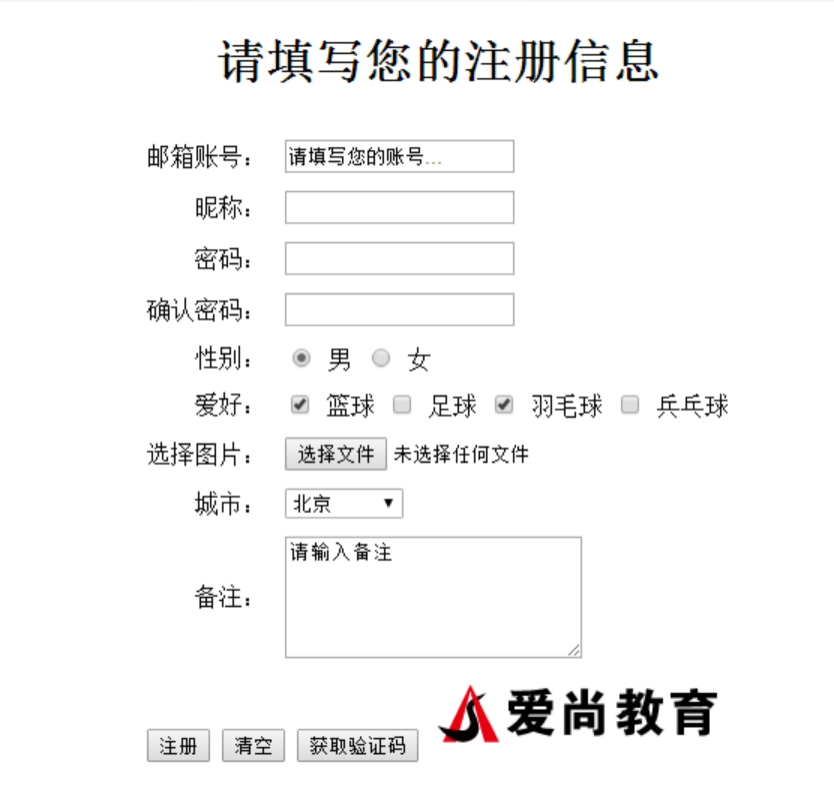 请填写您的注册信息
邮箱账号： 请填写您的账号...
昵称：
密码：
确认密码：
性别： 男 女
爱好： 篮球 足球 羽毛球 兵乓球
选择图片： 选择文件 未选择任何文件
城市： 北京
备注： 请输入备注
注册 清空 获取验证码 爱尚教育